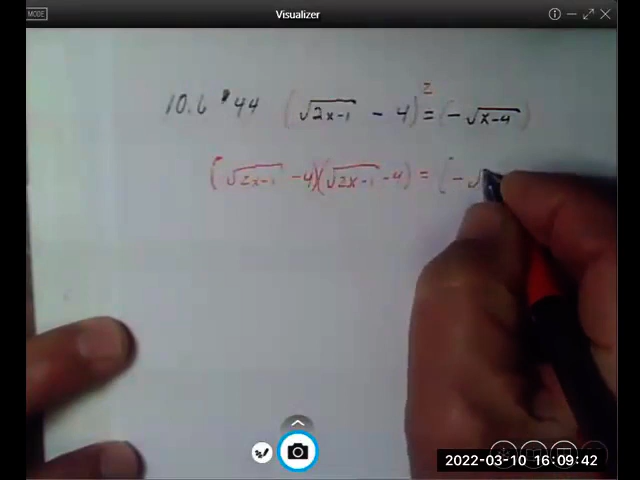 MODE
Visualizer
10.6 #44 (√2x-1 - 4)² = (-√x-4)
(√2x-1 -4)(√2x-1 -4) = (-√
2022-03-10 16:09:42